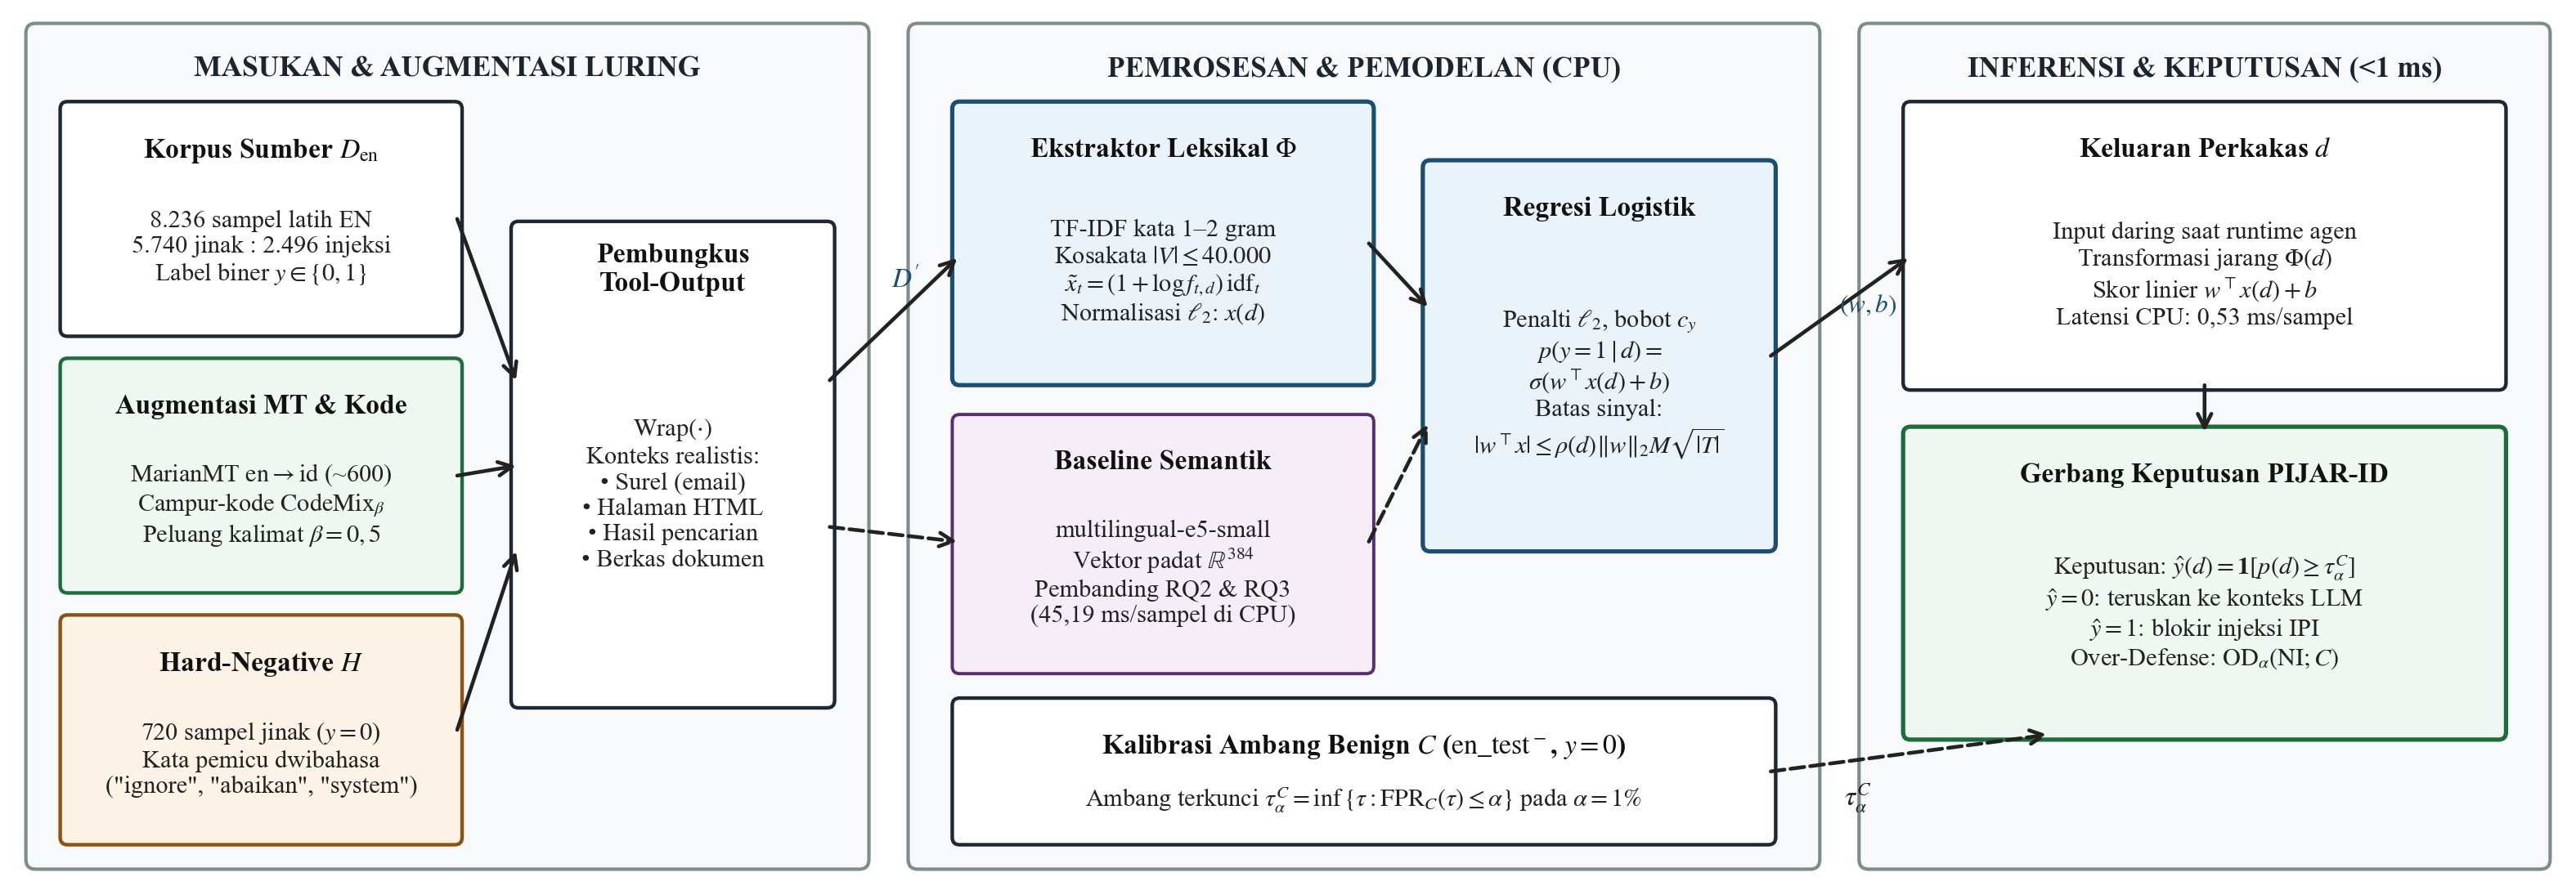 MASUKAN & AUGMENTASI LURING
Korpus Sumber D_en
8.236 sampel latih EN
5.740 jinak : 2.496 injeksi
Label biner y ∈ {0, 1}
Augmentasi MT & Kode
MarianMT en → id (~600)
Campur-kode CodeMix_β
Peluang kalimat β = 0, 5
Hard-Negative H
720 sampel jinak (y = 0)
Kata pemicu dwibahasa
("ignore", "abaikan", "system")
Pembungkus
Tool-Output
Wrap(·)
Konteks realistis:
• Surel (email)
• Halaman HTML
• Hasil pencarian
• Berkas dokumen
D′
PEMROSESAN & PEMODELAN (CPU)
Ekstraktor Leksikal Φ
TF-IDF kata 1–2 gram
Kosakata |V| ≤ 40.000
x̃_t = (1 + log f_{t,d}) idf_t
Normalisasi ℓ_2: x(d)
Baseline Semantik
multilingual-e5-small
Vektor padat ℝ^384
Pembanding RQ2 & RQ3
(45,19 ms/sampel di CPU)
Regresi Logistik
Penalti ℓ_2, bobot c_y
p(y = 1 | d) =
σ(w^⊤ x(d) + b)
Batas sinyal:
|w^⊤ x| ≤ ρ(d)‖w‖_2 M√|T|
Kalibrasi Ambang Benign C (en_test^−, y = 0)
Ambang terkunci τ_α^C = inf {τ : FPR_C(τ) ≤ α} pada α = 1%
(w, b)
τ_α^C
INFERENSI & KEPUTUSAN (<1 ms)
Keluaran Perkakas d
Input daring saat runtime agen
Transformasi jarang Φ(d)
Skor linier w^⊤ x(d) + b
Latensi CPU: 0,53 ms/sampel
Gerbang Keputusan PIJAR-ID
Keputusan: ŷ(d) = 1[p(d) ≥ τ_α^C]
ŷ = 0: teruskan ke konteks LLM
ŷ = 1: blokir injeksi IPI
Over-Defense: OD_α(NI; C)